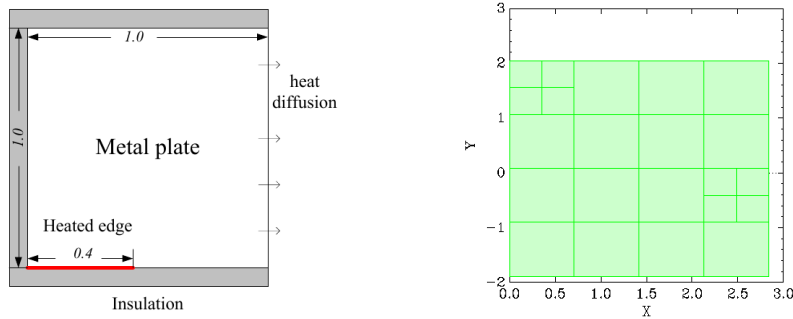 1.0
heat
diffusion
1.0
Metal plate
Heated edge
0.4
Insulation
3
2
1
0
−1
−2
Y
0.0 0.5 1.0 1.5 2.0 2.5 3.0
X